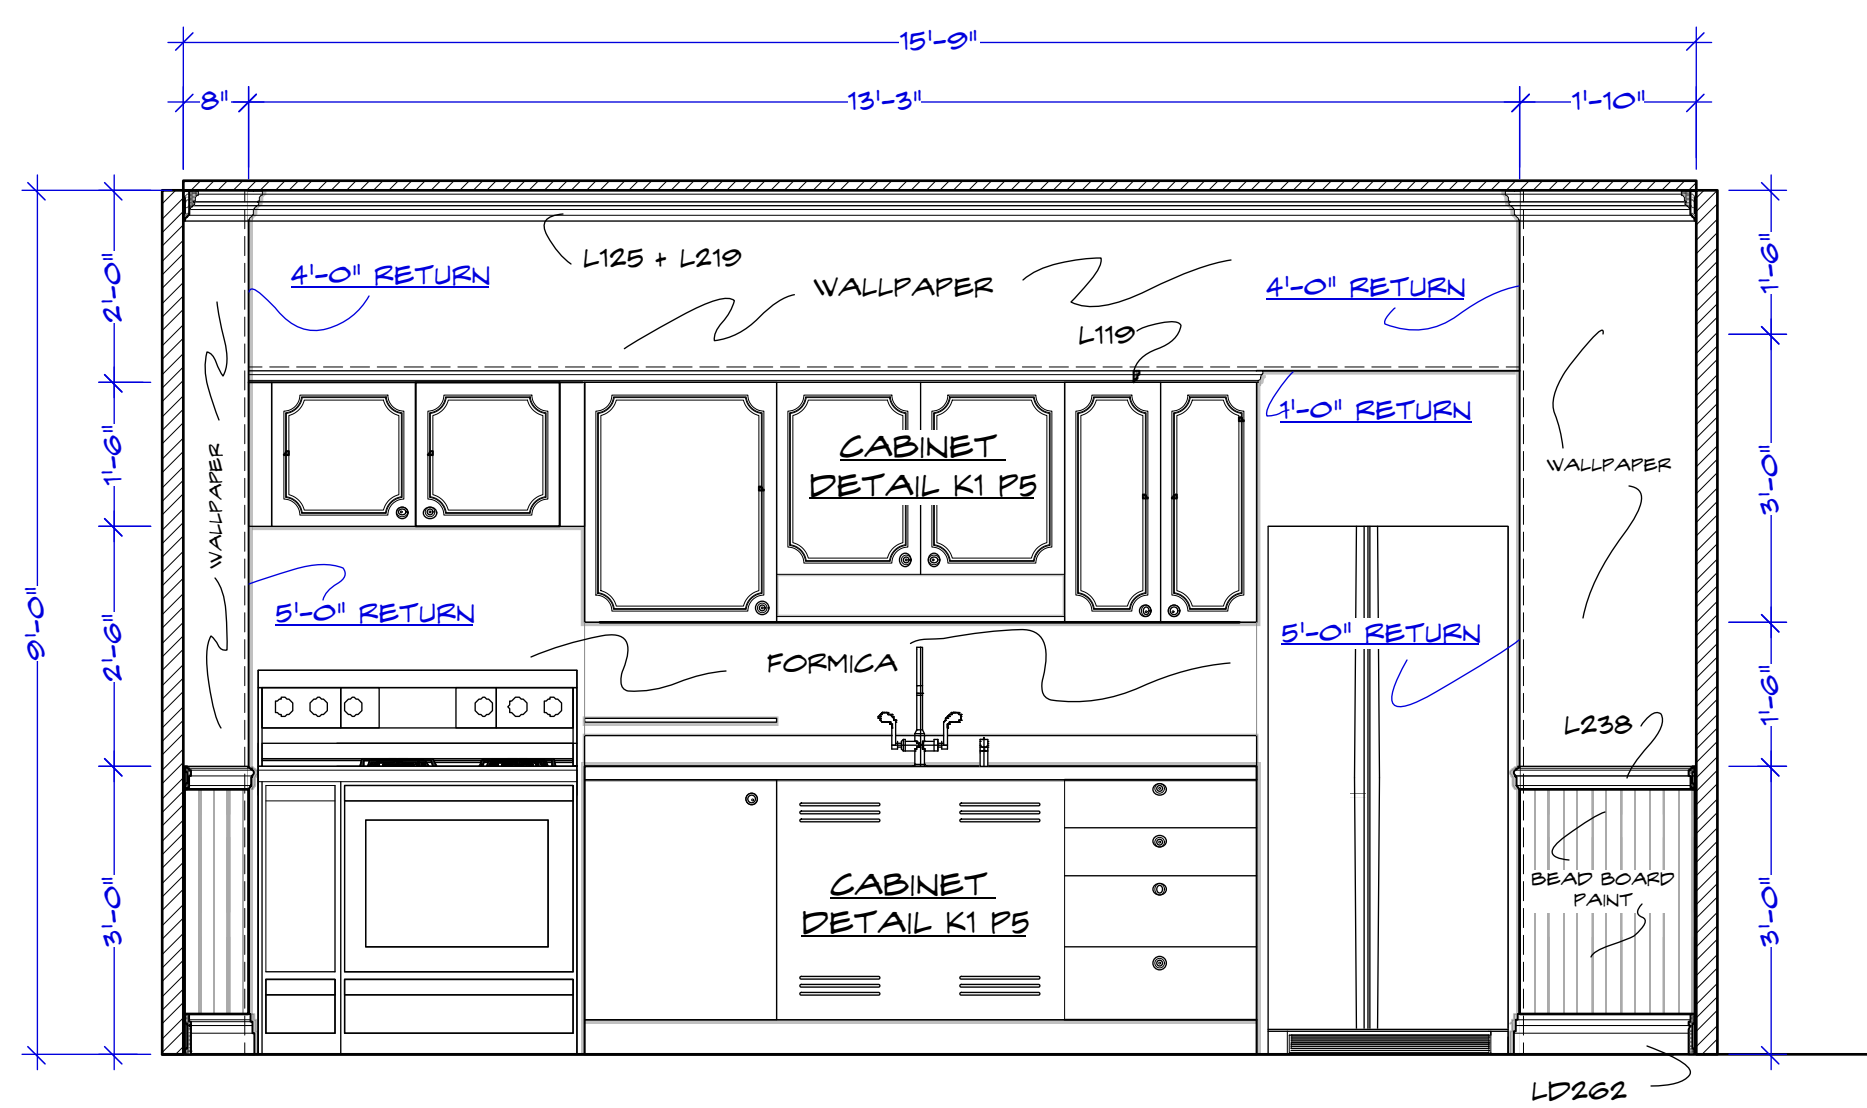 15'-9"
8"
13'-3"
1'-10"
9'-0"
2'-0"
1'-6"
2'-6"
3'-0"
L125 + L219
4'-0" RETURN
WALLPAPER
4'-0" RETURN
L119
1'-0" RETURN
WALLPAPER
CABINET
DETAIL K1 P5
WALLPAPER
5'-0" RETURN
FORMICA
5'-0" RETURN
L238
CABINET
DETAIL K1 P5
BEAD BOARD
PAINT
LD262
1'-6"
3'-0"
1'-6"
3'-0"